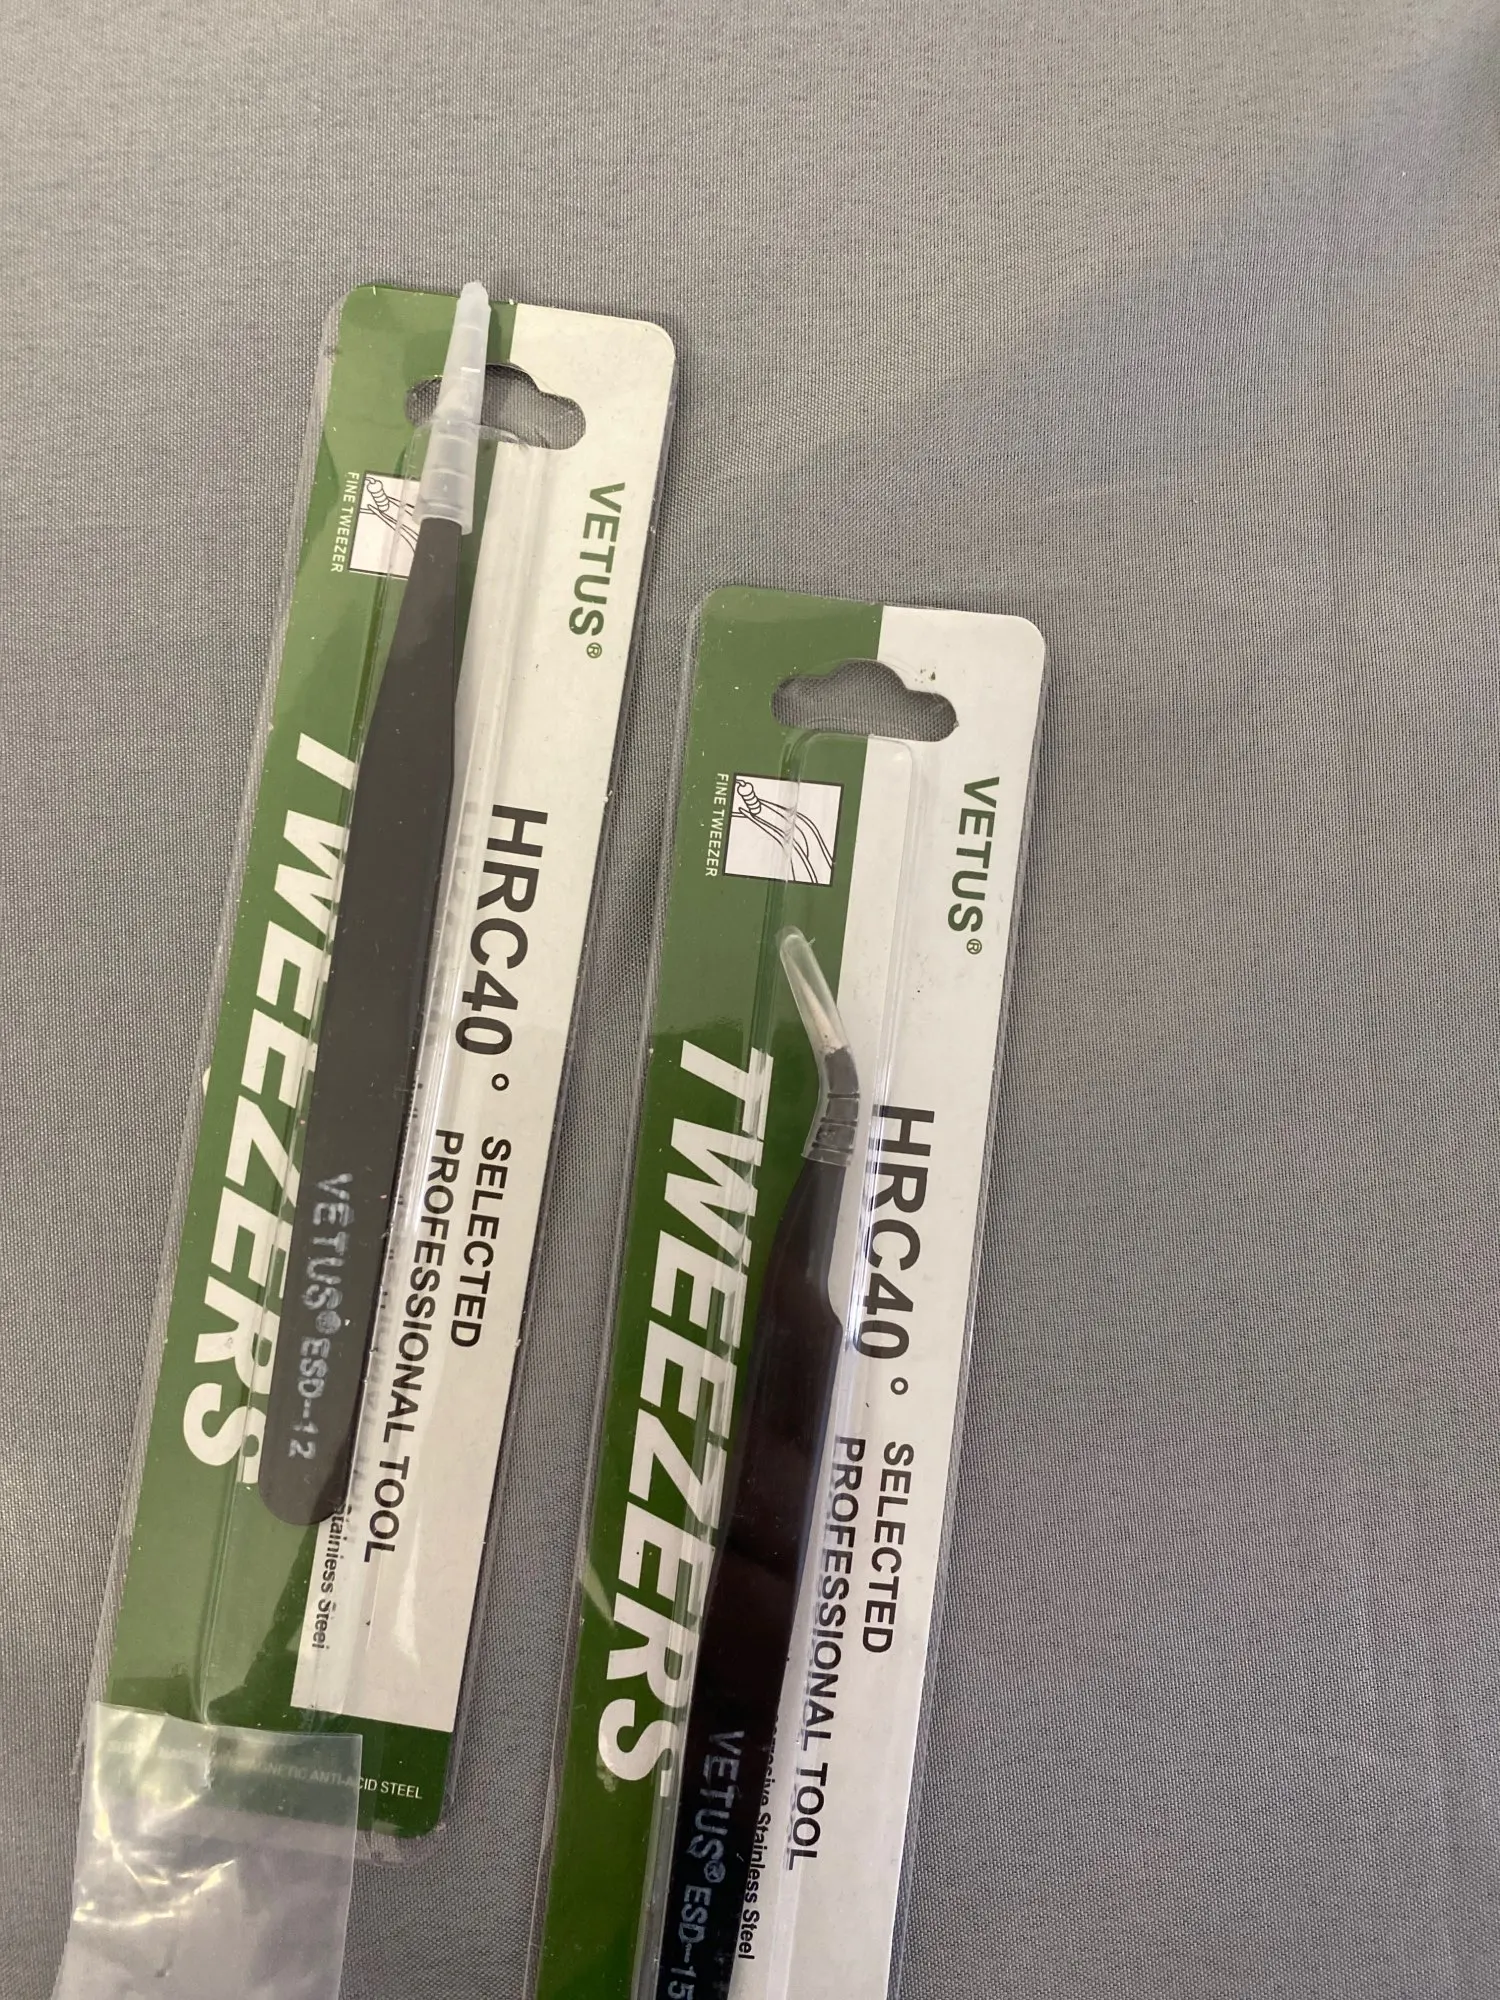 VETUS®
FINE TWEEZER
HRC40°
SELECTED
PROFESSIONAL TOOL
TWEEZERS
VETUS® ESD-12
Stainless Steel
ANTI-ACID STEEL
VETUS®
FINE TWEEZER
HRC40°
SELECTED
PROFESSIONAL TOOL
TWEEZERS
VETUS® ESD-15
Stainless Steel